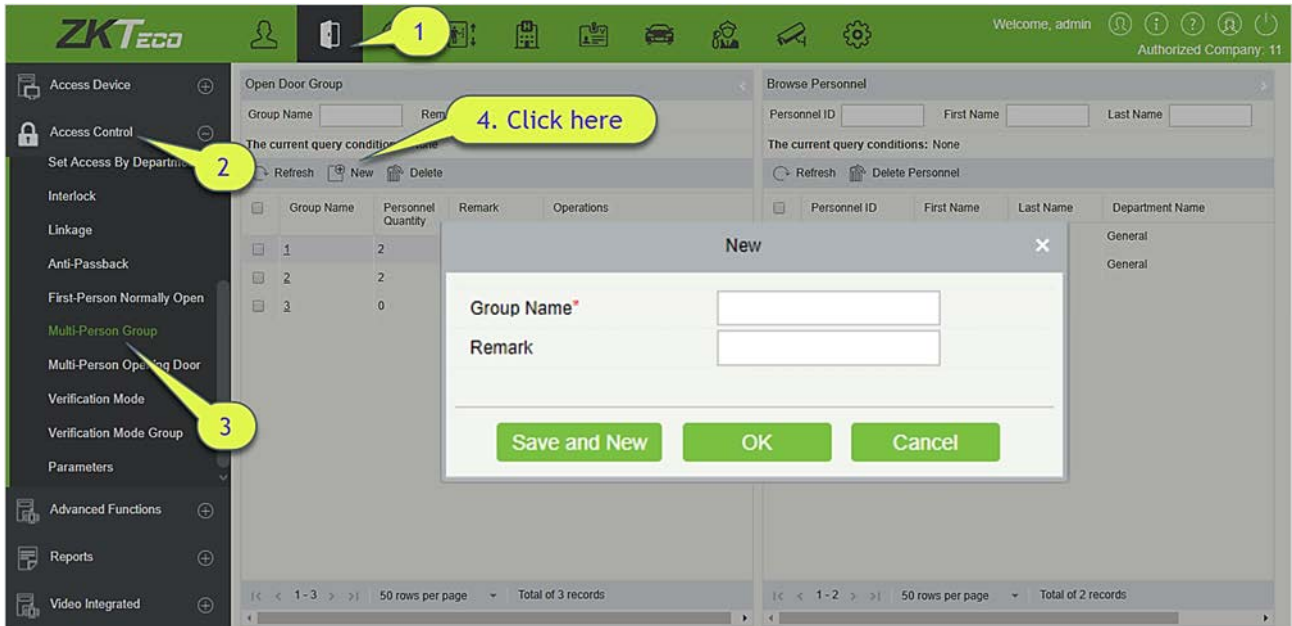 ZKTeco
1
Welcome, admin
Authorized Company: 11
Access Device
Access Control
2
Set Access By Departme
Interlock
Linkage
Anti-Passback
First-Person Normally Open
Multi-Person Group
Multi-Person Opening Door
Verification Mode
Verification Mode Group
3
Parameters
Advanced Functions
Reports
Video Integrated
Open Door Group
Group Name Rem
4. Click here
The current query conditions: None
Refresh New Delete
Group Name Personnel Quantity Remark Operations
1 2
2 2
3 0
1-3 50 rows per page Total of 3 records
Browse Personnel
Personnel ID First Name Last Name
The current query conditions: None
Refresh Delete Personnel
Personnel ID First Name Last Name Department Name
General
General
1-2 50 rows per page Total of 2 records
New
Group Name*
Remark
Save and New OK Cancel